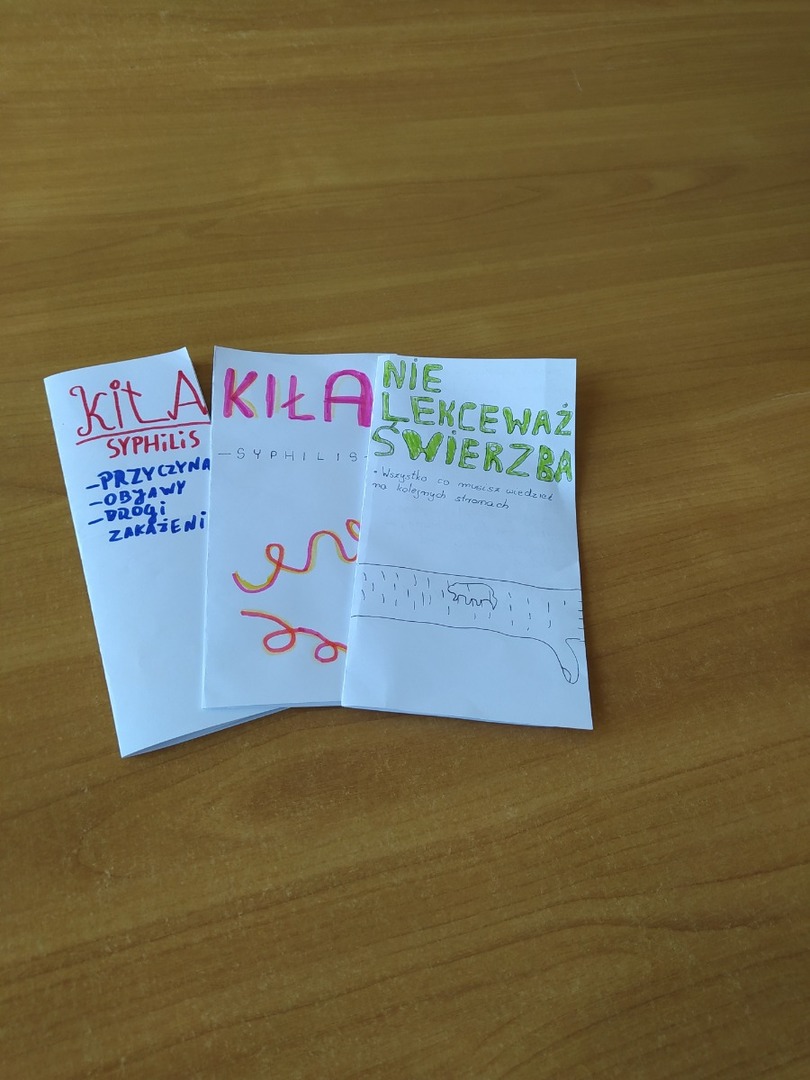 KiŁA
SYPHiLiS
-PRZYCZYNA
-OBJAWY
-DROGi
ZAKAŻENi
KIŁA
-SYPHILIS-
NiE
LEKCEWAŻ
ŚWIERZBA
• Wszystko co musisz wiedzieć
na kolejnych stronach